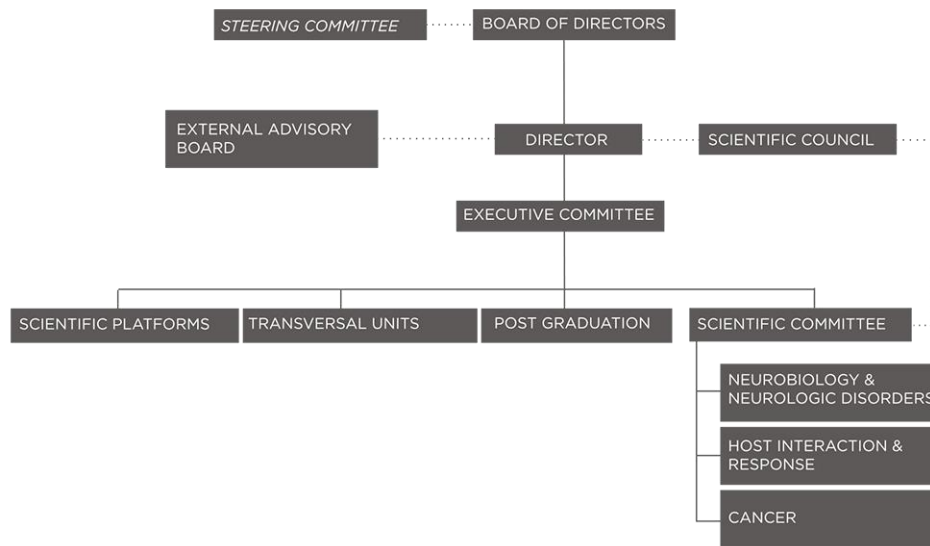 STEERING COMMITTEE
BOARD OF DIRECTORS
EXTERNAL ADVISORY
BOARD
DIRECTOR
SCIENTIFIC COUNCIL
EXECUTIVE COMMITTEE
SCIENTIFIC PLATFORMS
TRANSVERSAL UNITS
POST GRADUATION
SCIENTIFIC COMMITTEE
NEUROBIOLOGY &
NEUROLOGIC DISORDERS
HOST INTERACTION &
RESPONSE
CANCER